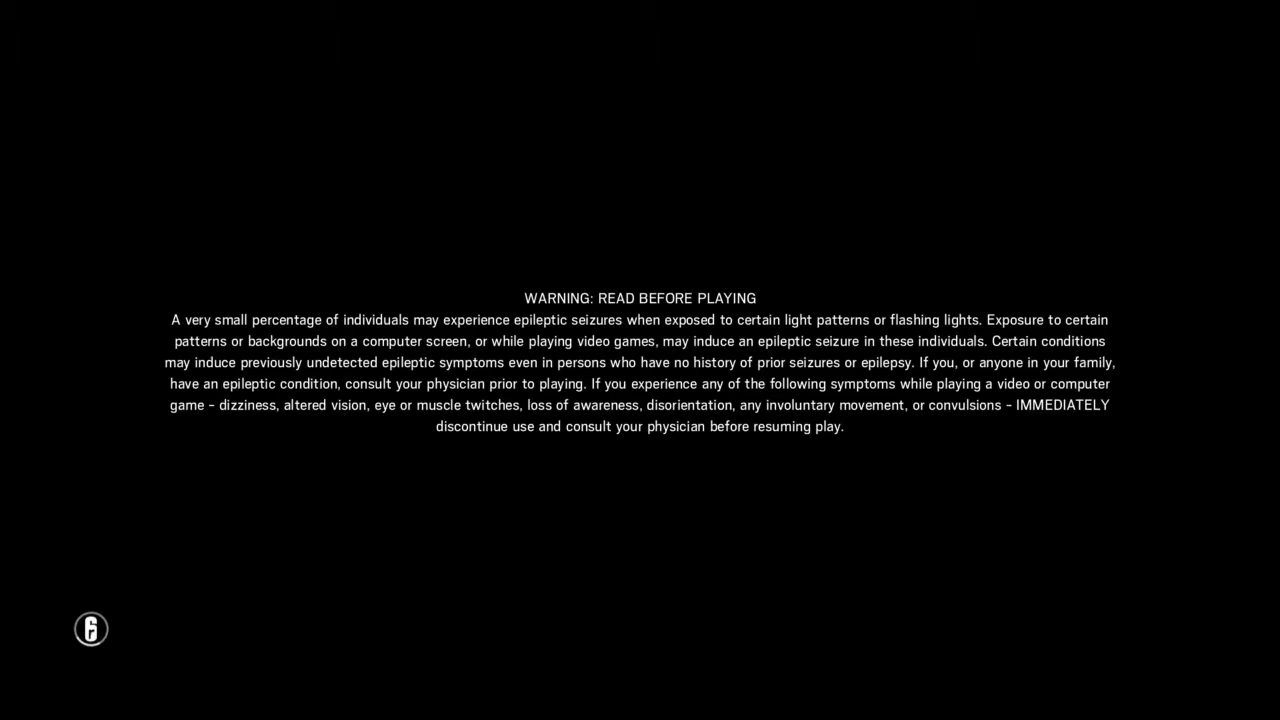 WARNING: READ BEFORE PLAYING
A very small percentage of individuals may experience epileptic seizures when exposed to certain light patterns or flashing lights. Exposure to certain
patterns or backgrounds on a computer screen, or while playing video games, may induce an epileptic seizure in these individuals. Certain conditions
may induce previously undetected epileptic symptoms even in persons who have no history of prior seizures or epilepsy. If you, or anyone in your family,
have an epileptic condition, consult your physician prior to playing. If you experience any of the following symptoms while playing a video or computer
game - dizziness, altered vision, eye or muscle twitches, loss of awareness, disorientation, any involuntary movement, or convulsions - IMMEDIATELY
discontinue use and consult your physician before resuming play.
6